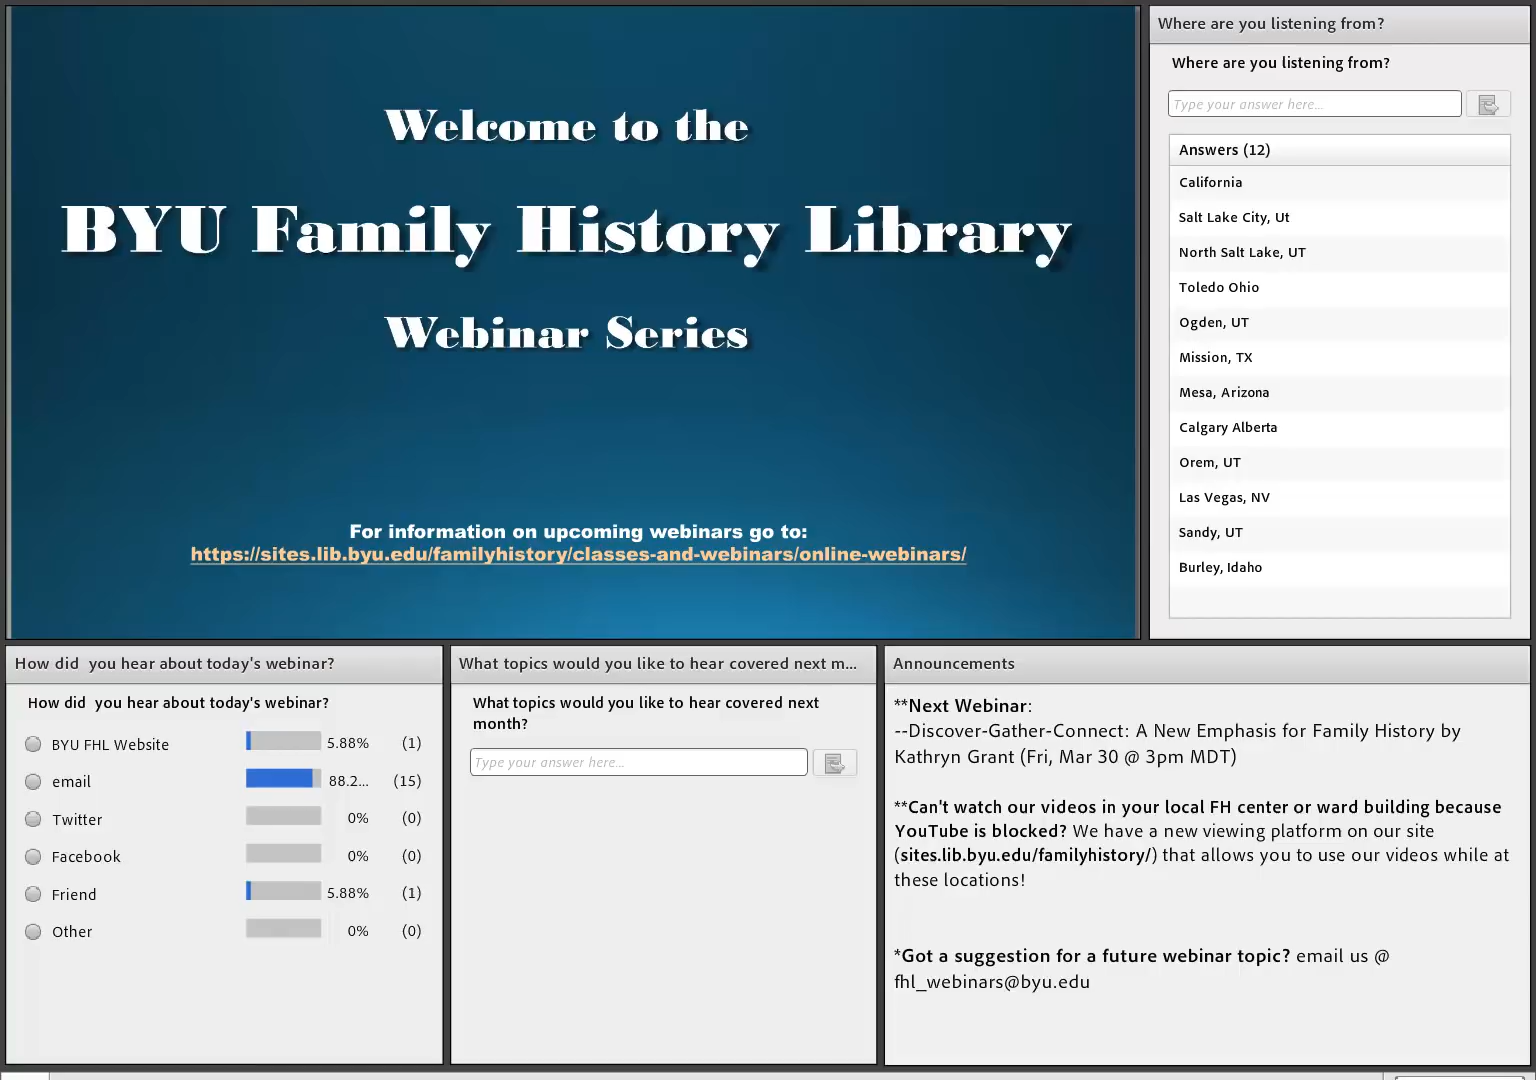 Welcome to the
BYU Family History Library
Webinar Series
For information on upcoming webinars go to:
https://sites.lib.byu.edu/familyhistory/classes-and-webinars/online-webinars/
Where are you listening from?
Where are you listening from?
Type your answer here...
Answers (12)
California
Salt Lake City, Ut
North Salt Lake, UT
Toledo Ohio
Ogden, UT
Mission, TX
Mesa, Arizona
Calgary Alberta
Orem, UT
Las Vegas, NV
Sandy, UT
Burley, Idaho
How did  you hear about today's webinar?
How did  you hear about today's webinar?
BYU FHL Website 5.88% (1)
email 88.2... (15)
Twitter 0% (0)
Facebook 0% (0)
Friend 5.88% (1)
Other 0% (0)
What topics would you like to hear covered next m...
What topics would you like to hear covered next
month?
Type your answer here...
Announcements
**Next Webinar:
--Discover-Gather-Connect: A New Emphasis for Family History by
Kathryn Grant (Fri, Mar 30 @ 3pm MDT)
**Can't watch our videos in your local FH center or ward building because
YouTube is blocked? We have a new viewing platform on our site
(sites.lib.byu.edu/familyhistory/) that allows you to use our videos while at
these locations!
*Got a suggestion for a future webinar topic? email us @
fhl_webinars@byu.edu